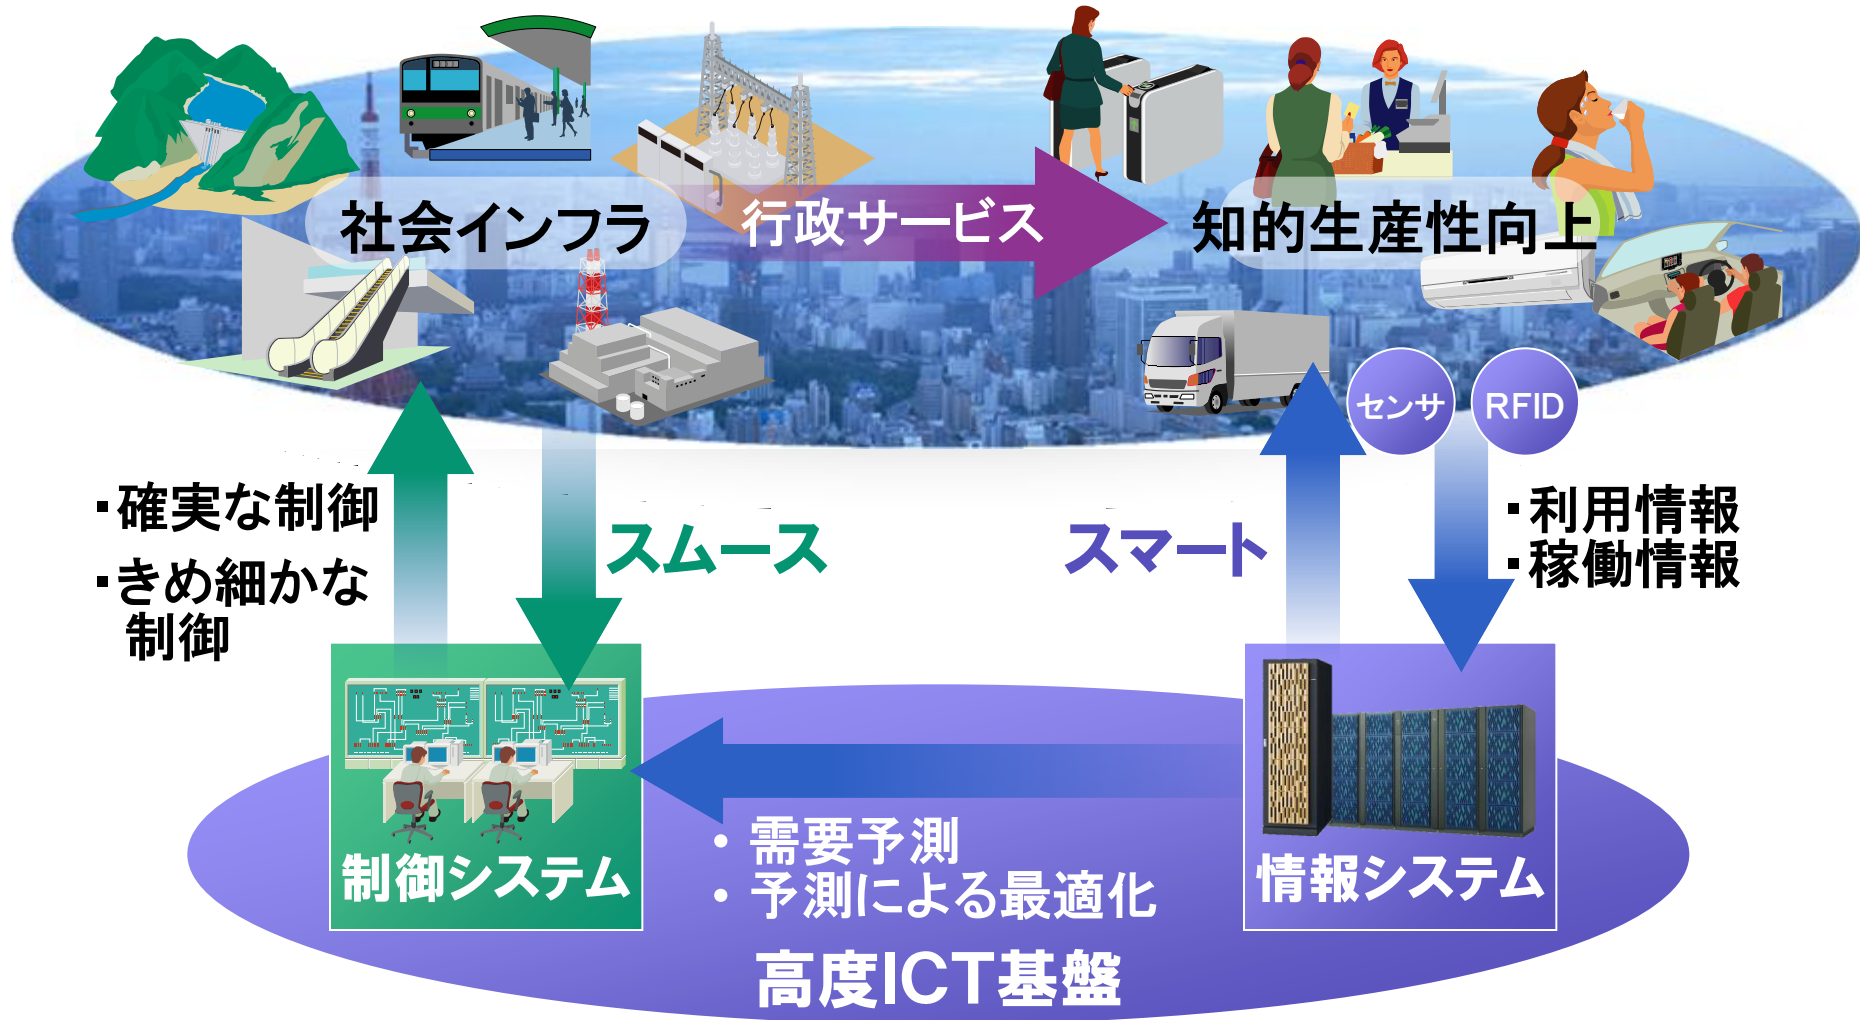 社会インフラ
行政サービス
知的生産性向上
センサ
RFID
・確実な制御
・きめ細かな
制御
スムース
スマート
・利用情報
・稼働情報
制御システム
・需要予測
・予測による最適化
情報システム
高度ICT基盤